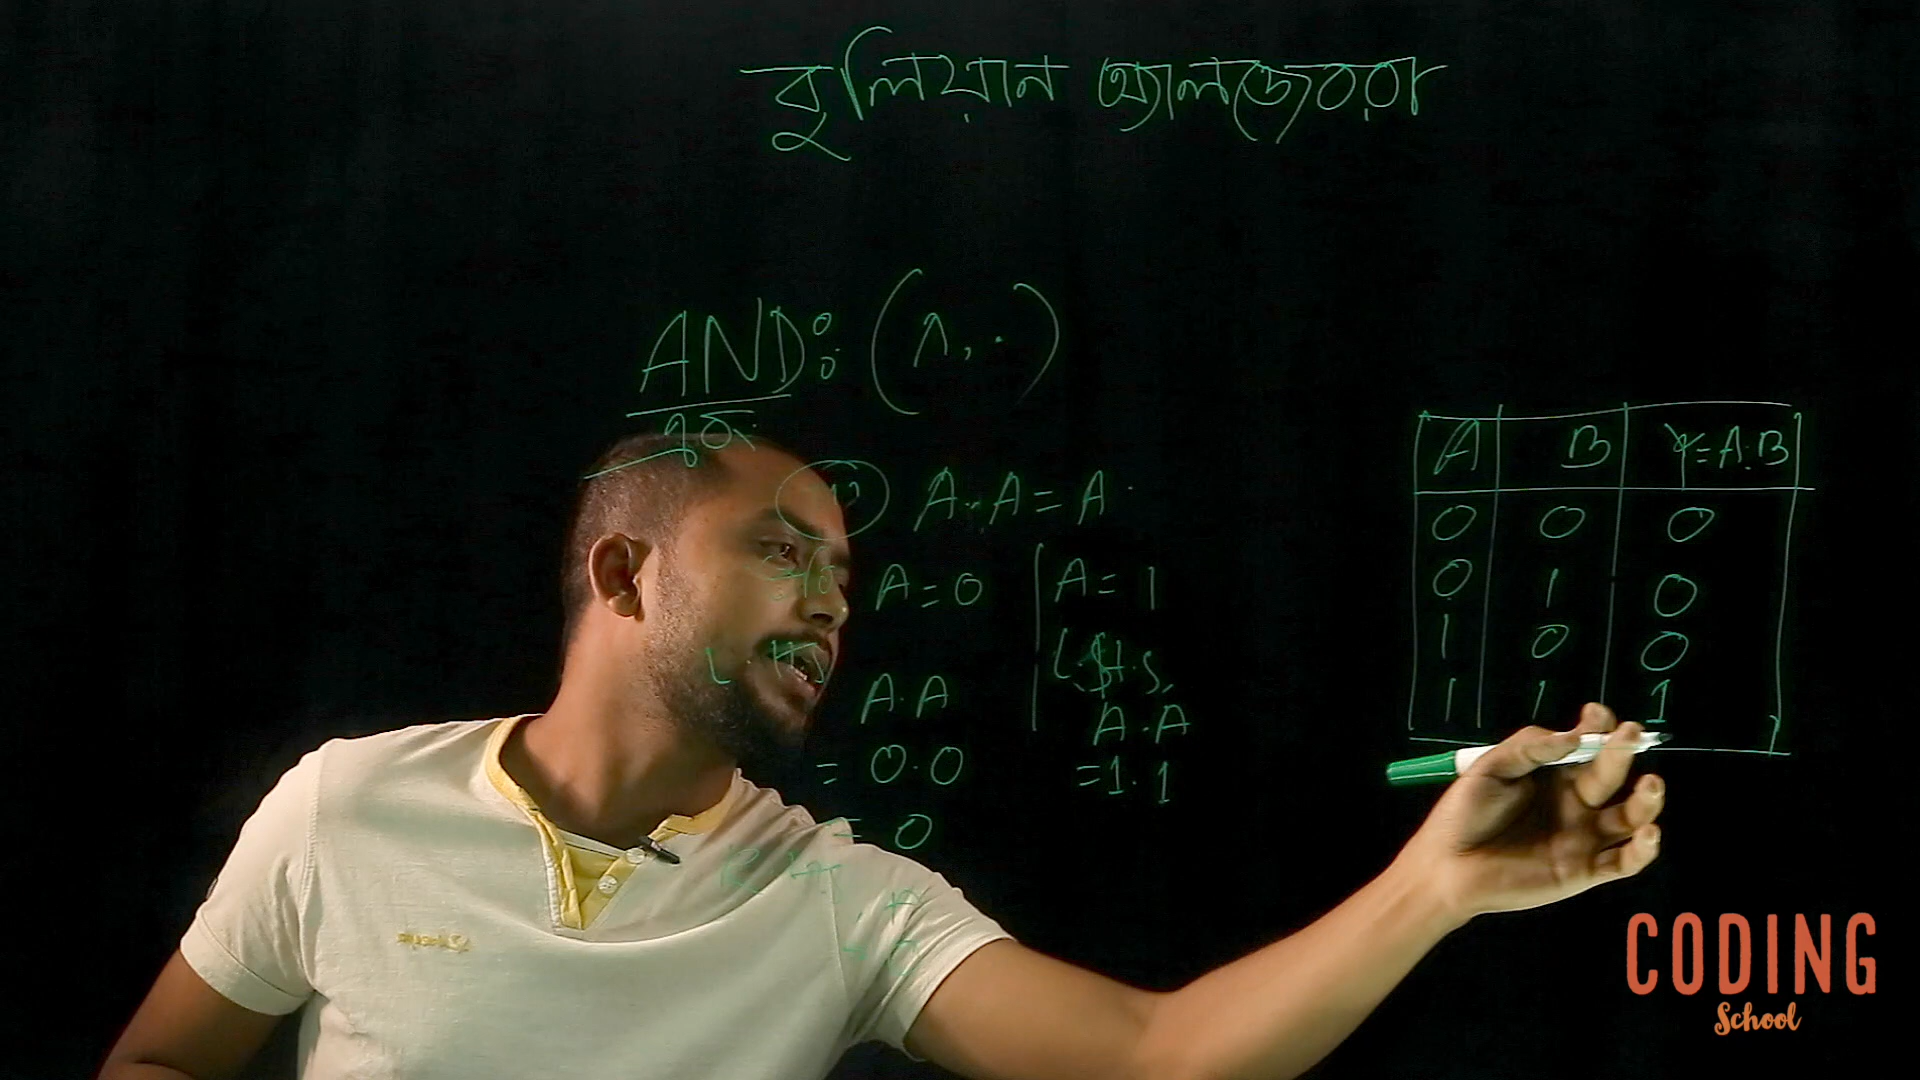 বুলিয়ান অ্যালজেবরা
AND: (∧, .)
A.A = A
A = 0
A.A
= 0.0
= 0
A = 1
L.H.S.
A.A
=1.1
A B Y=A.B
0 0 0
0 1 0
1 0 0
1 1 1
CODING
School